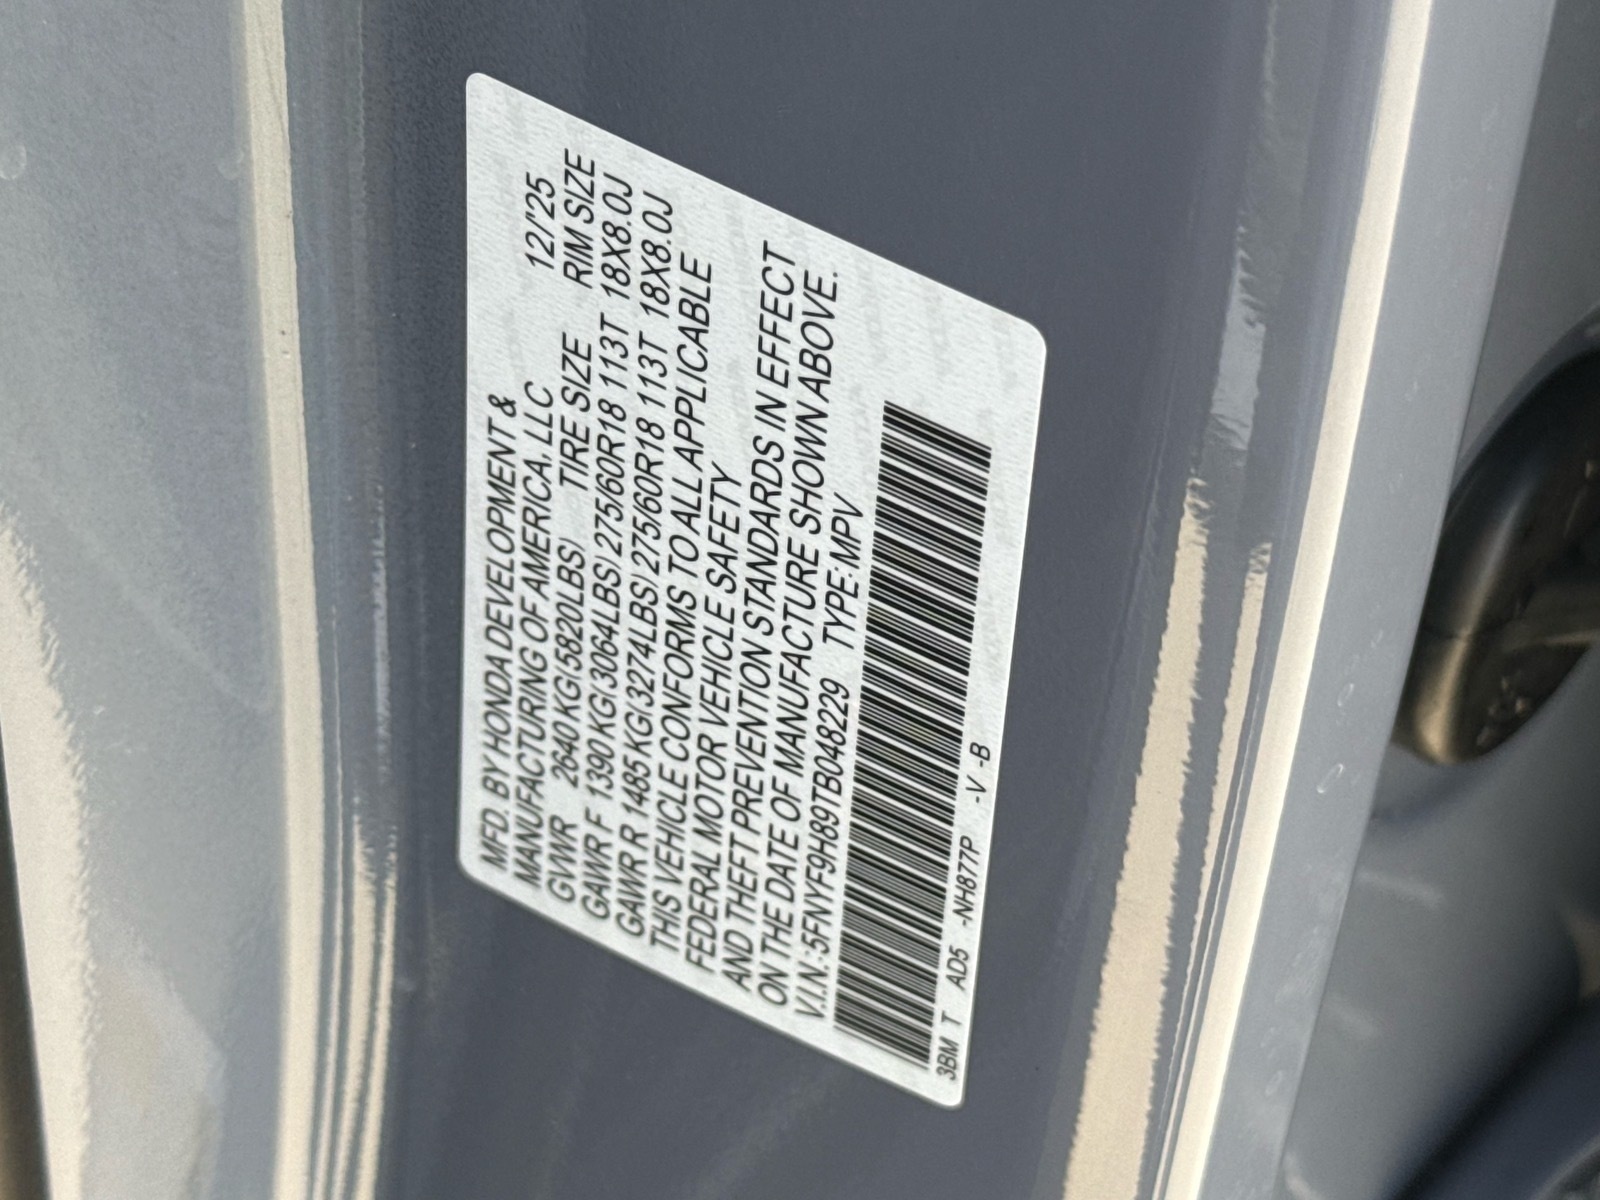 MFD. BY HONDA DEVELOPMENT &
MANUFACTURING OF AMERICA, LLC 12/'25
GVWR 2640 KG(5820LBS) TIRE SIZE RIM SIZE
GAWR F 1390 KG(3064LBS) 275/60R18 113T 18X8.0J
GAWR R 1485 KG(3274LBS) 275/60R18 113T 18X8.0J
THIS VEHICLE CONFORMS TO ALL APPLICABLE
FEDERAL MOTOR VEHICLE SAFETY
AND THEFT PREVENTION STANDARDS IN EFFECT
ON THE DATE OF MANUFACTURE SHOWN ABOVE.
V.I.N.:5FNYF9H89TB048229 TYPE:MPV
3BM T AD5 -NH877P -V -B